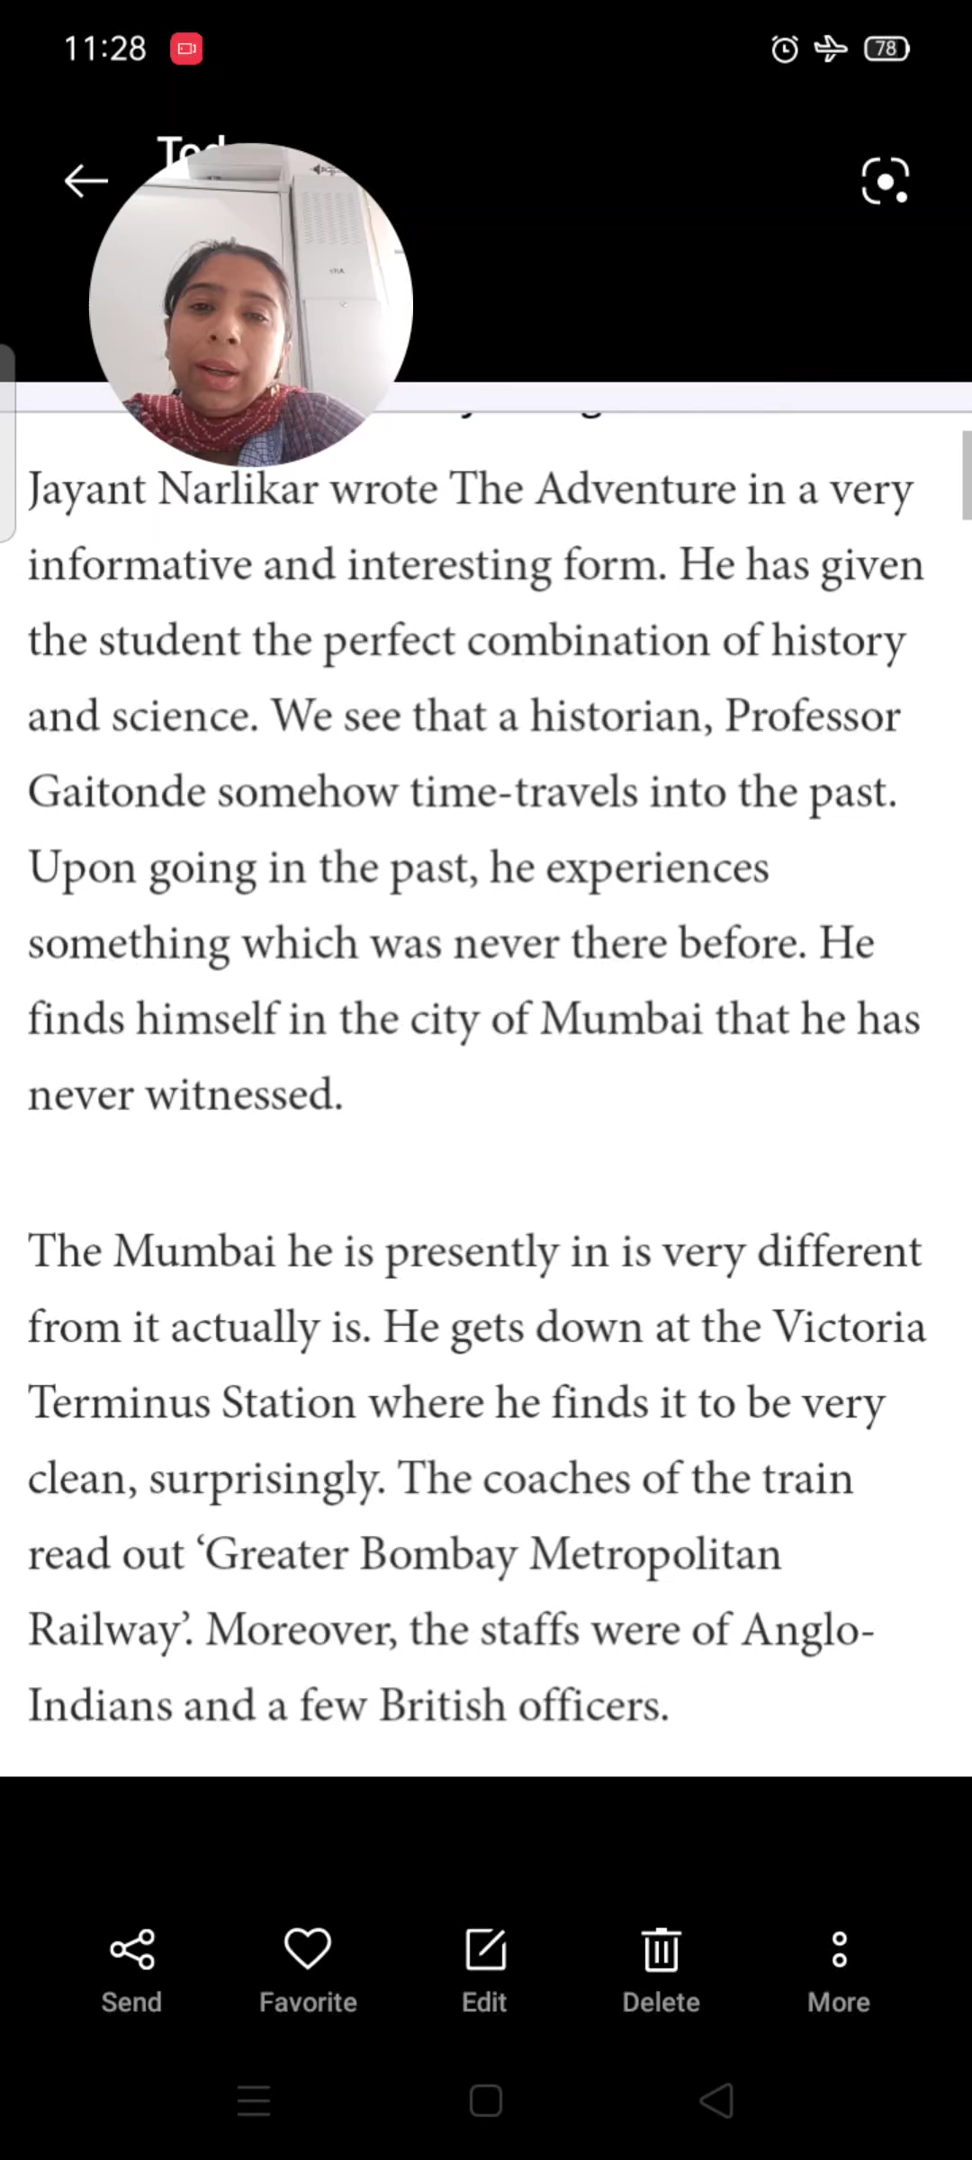 11:28
78
Jayant Narlikar wrote The Adventure in a very
informative and interesting form. He has given
the student the perfect combination of history
and science. We see that a historian, Professor
Gaitonde somehow time-travels into the past.
Upon going in the past, he experiences
something which was never there before. He
finds himself in the city of Mumbai that he has
never witnessed.
The Mumbai he is presently in is very different
from it actually is. He gets down at the Victoria
Terminus Station where he finds it to be very
clean, surprisingly. The coaches of the train
read out ‘Greater Bombay Metropolitan
Railway’. Moreover, the staffs were of Anglo-
Indians and a few British officers.
Send Favorite Edit Delete More